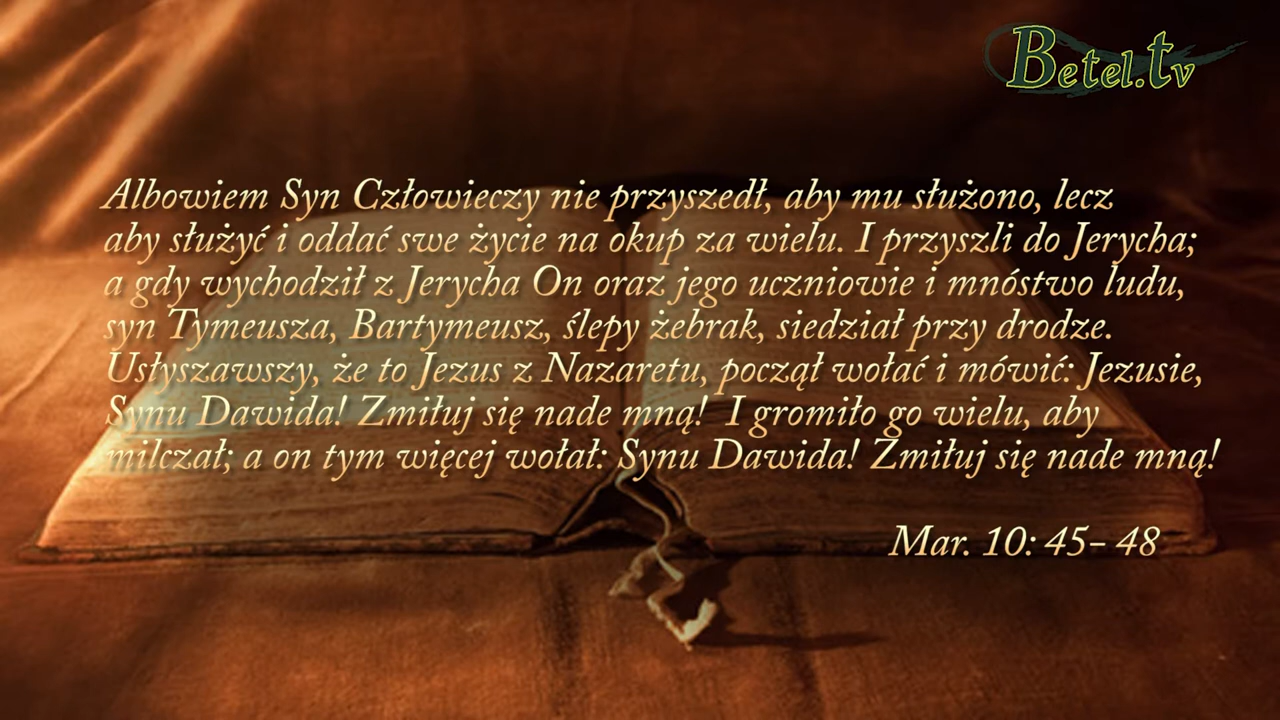 Betel.tv
Albowiem Syn Człowieczy nie przyszedł, aby mu służono, lecz
aby służyć i oddać swe życie na okup za wielu. I przyszli do Jerycha;
a gdy wychodził z Jerycha On oraz jego uczniowie i mnóstwo ludu,
syn Tymeusza, Bartymeusz, ślepy żebrak, siedział przy drodze.
Usłyszawszy, że to Jezus z Nazaretu, począł wołać i mówić: Jezusie,
Synu Dawida! Zmiłuj się nade mną! I gromiło go wielu, aby
milczał; a on tym więcej wołał: Synu Dawida! Zmiłuj się nade mną!
Mar. 10: 45- 48